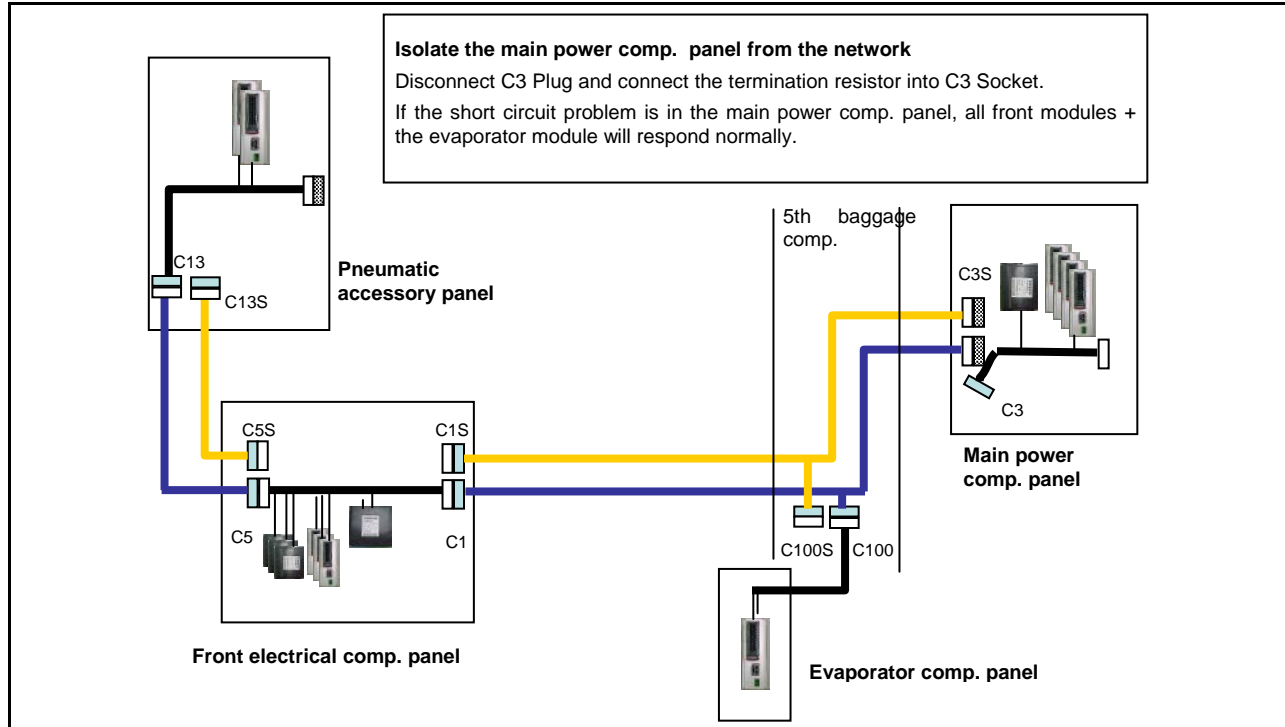 Isolate the main power comp. panel from the network
Disconnect C3 Plug and connect the termination resistor into C3 Socket.
If the short circuit problem is in the main power comp. panel, all front modules +
the evaporator module will respond normally.
5th baggage
comp.
C13
C13S
Pneumatic
accessory panel
C3S
C3
Main power
comp. panel
C5S
C1S
C5
C1
C100S
C100
Front electrical comp. panel
Evaporator comp. panel